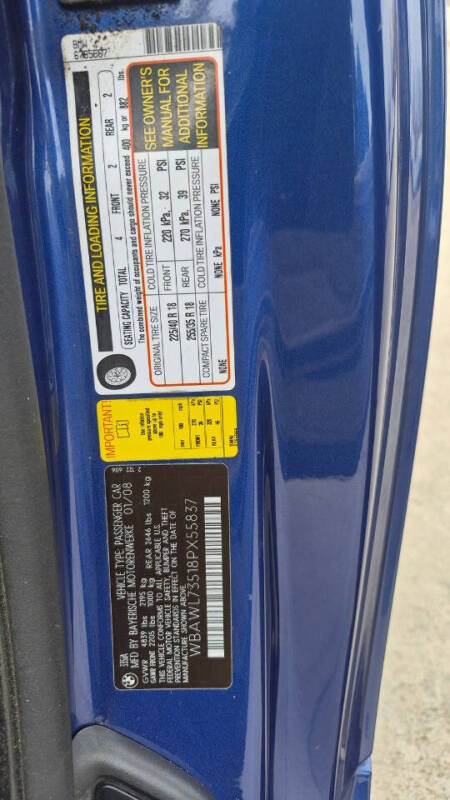 TIRE AND LOADING INFORMATION
SEATING CAPACITY TOTAL 4 FRONT 2 REAR 2
The combined weight of occupants and cargo should never exceed 400 kg or 882 lbs.
ORIGINAL TIRE SIZE COLD TIRE INFLATION PRESSURE
225/40 R 18 FRONT 220 kPa, 32 PSI
255/35 R 18 COLD TIRE INFLATION PRESSURE
REAR 270 kPa, 39 PSI
COMPACT SPARE TIRE
NONE NONE kPa NONE PSI
SEE OWNER'S
MANUAL FOR
ADDITIONAL
INFORMATION
IMPORTANT
VEHICLE TYPE: PASSENGER CAR
MFD BY BAYERISCHE MOTORENWERKE 01/08
GVWR 4839 lbs 2195 kg
GAWR FRONT 2205 lbs 1000 kg REAR 2646 lbs 1200 kg
THIS VEHICLE CONFORMS TO ALL APPLICABLE U.S.
FEDERAL MOTOR VEHICLE SAFETY, BUMPER AND THEFT
PREVENTION STANDARDS IN EFFECT ON THE DATE OF
MANUFACTURE SHOWN ABOVE.
WBAWL73518PX55837